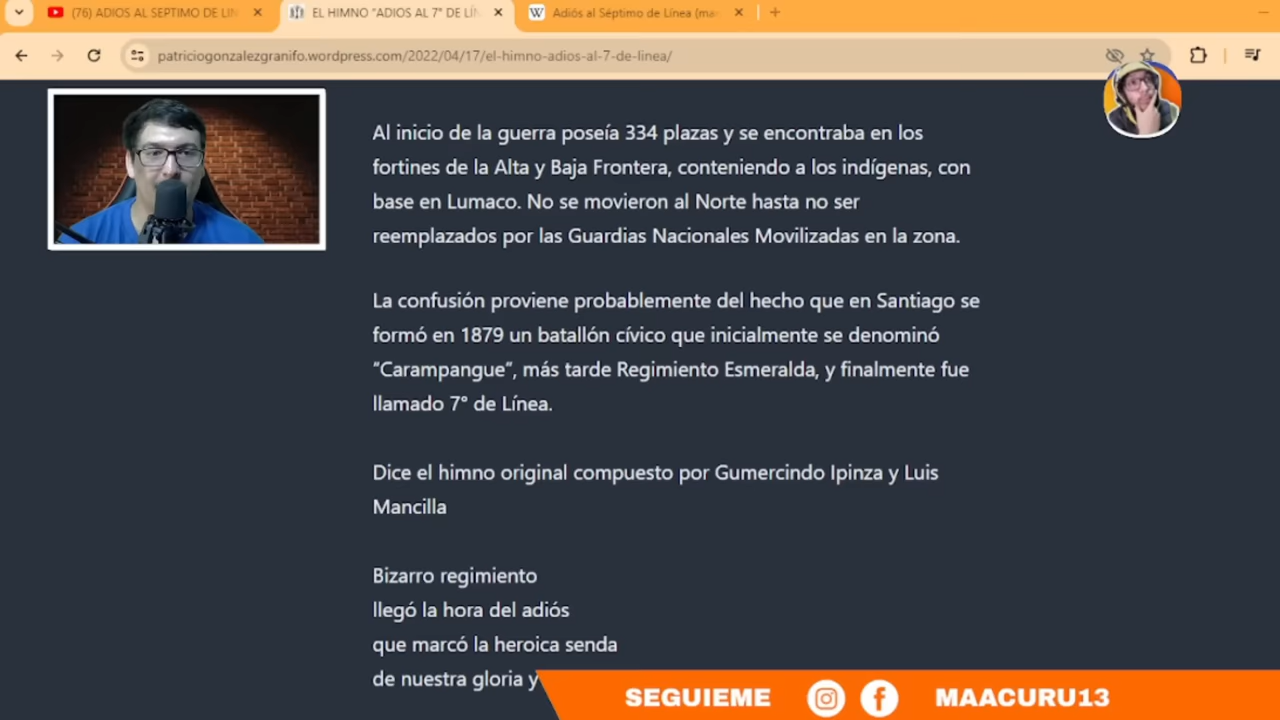 (76) ADIOS AL SEPTIMO DE LIN
EL HIMNO "ADIOS AL 7° DE LÍN
Adiós al Séptimo de Línea (ma
patriciogonzalezgranifo.wordpress.com/2022/04/17/el-himno-adios-al-7-de-linea/
Al inicio de la guerra poseía 334 plazas y se encontraba en los
fortines de la Alta y Baja Frontera, conteniendo a los indígenas, con
base en Lumaco. No se movieron al Norte hasta no ser
reemplazados por las Guardias Nacionales Movilizadas en la zona.
La confusión proviene probablemente del hecho que en Santiago se
formó en 1879 un batallón cívico que inicialmente se denominó
“Carampangue”, más tarde Regimiento Esmeralda, y finalmente fue
llamado 7° de Línea.
Dice el himno original compuesto por Gumercindo Ipinza y Luis
Mancilla
Bizarro regimiento
llegó la hora del adiós
que marcó la heroica senda
de nuestra gloria y
SEGUIEME MAACURU13